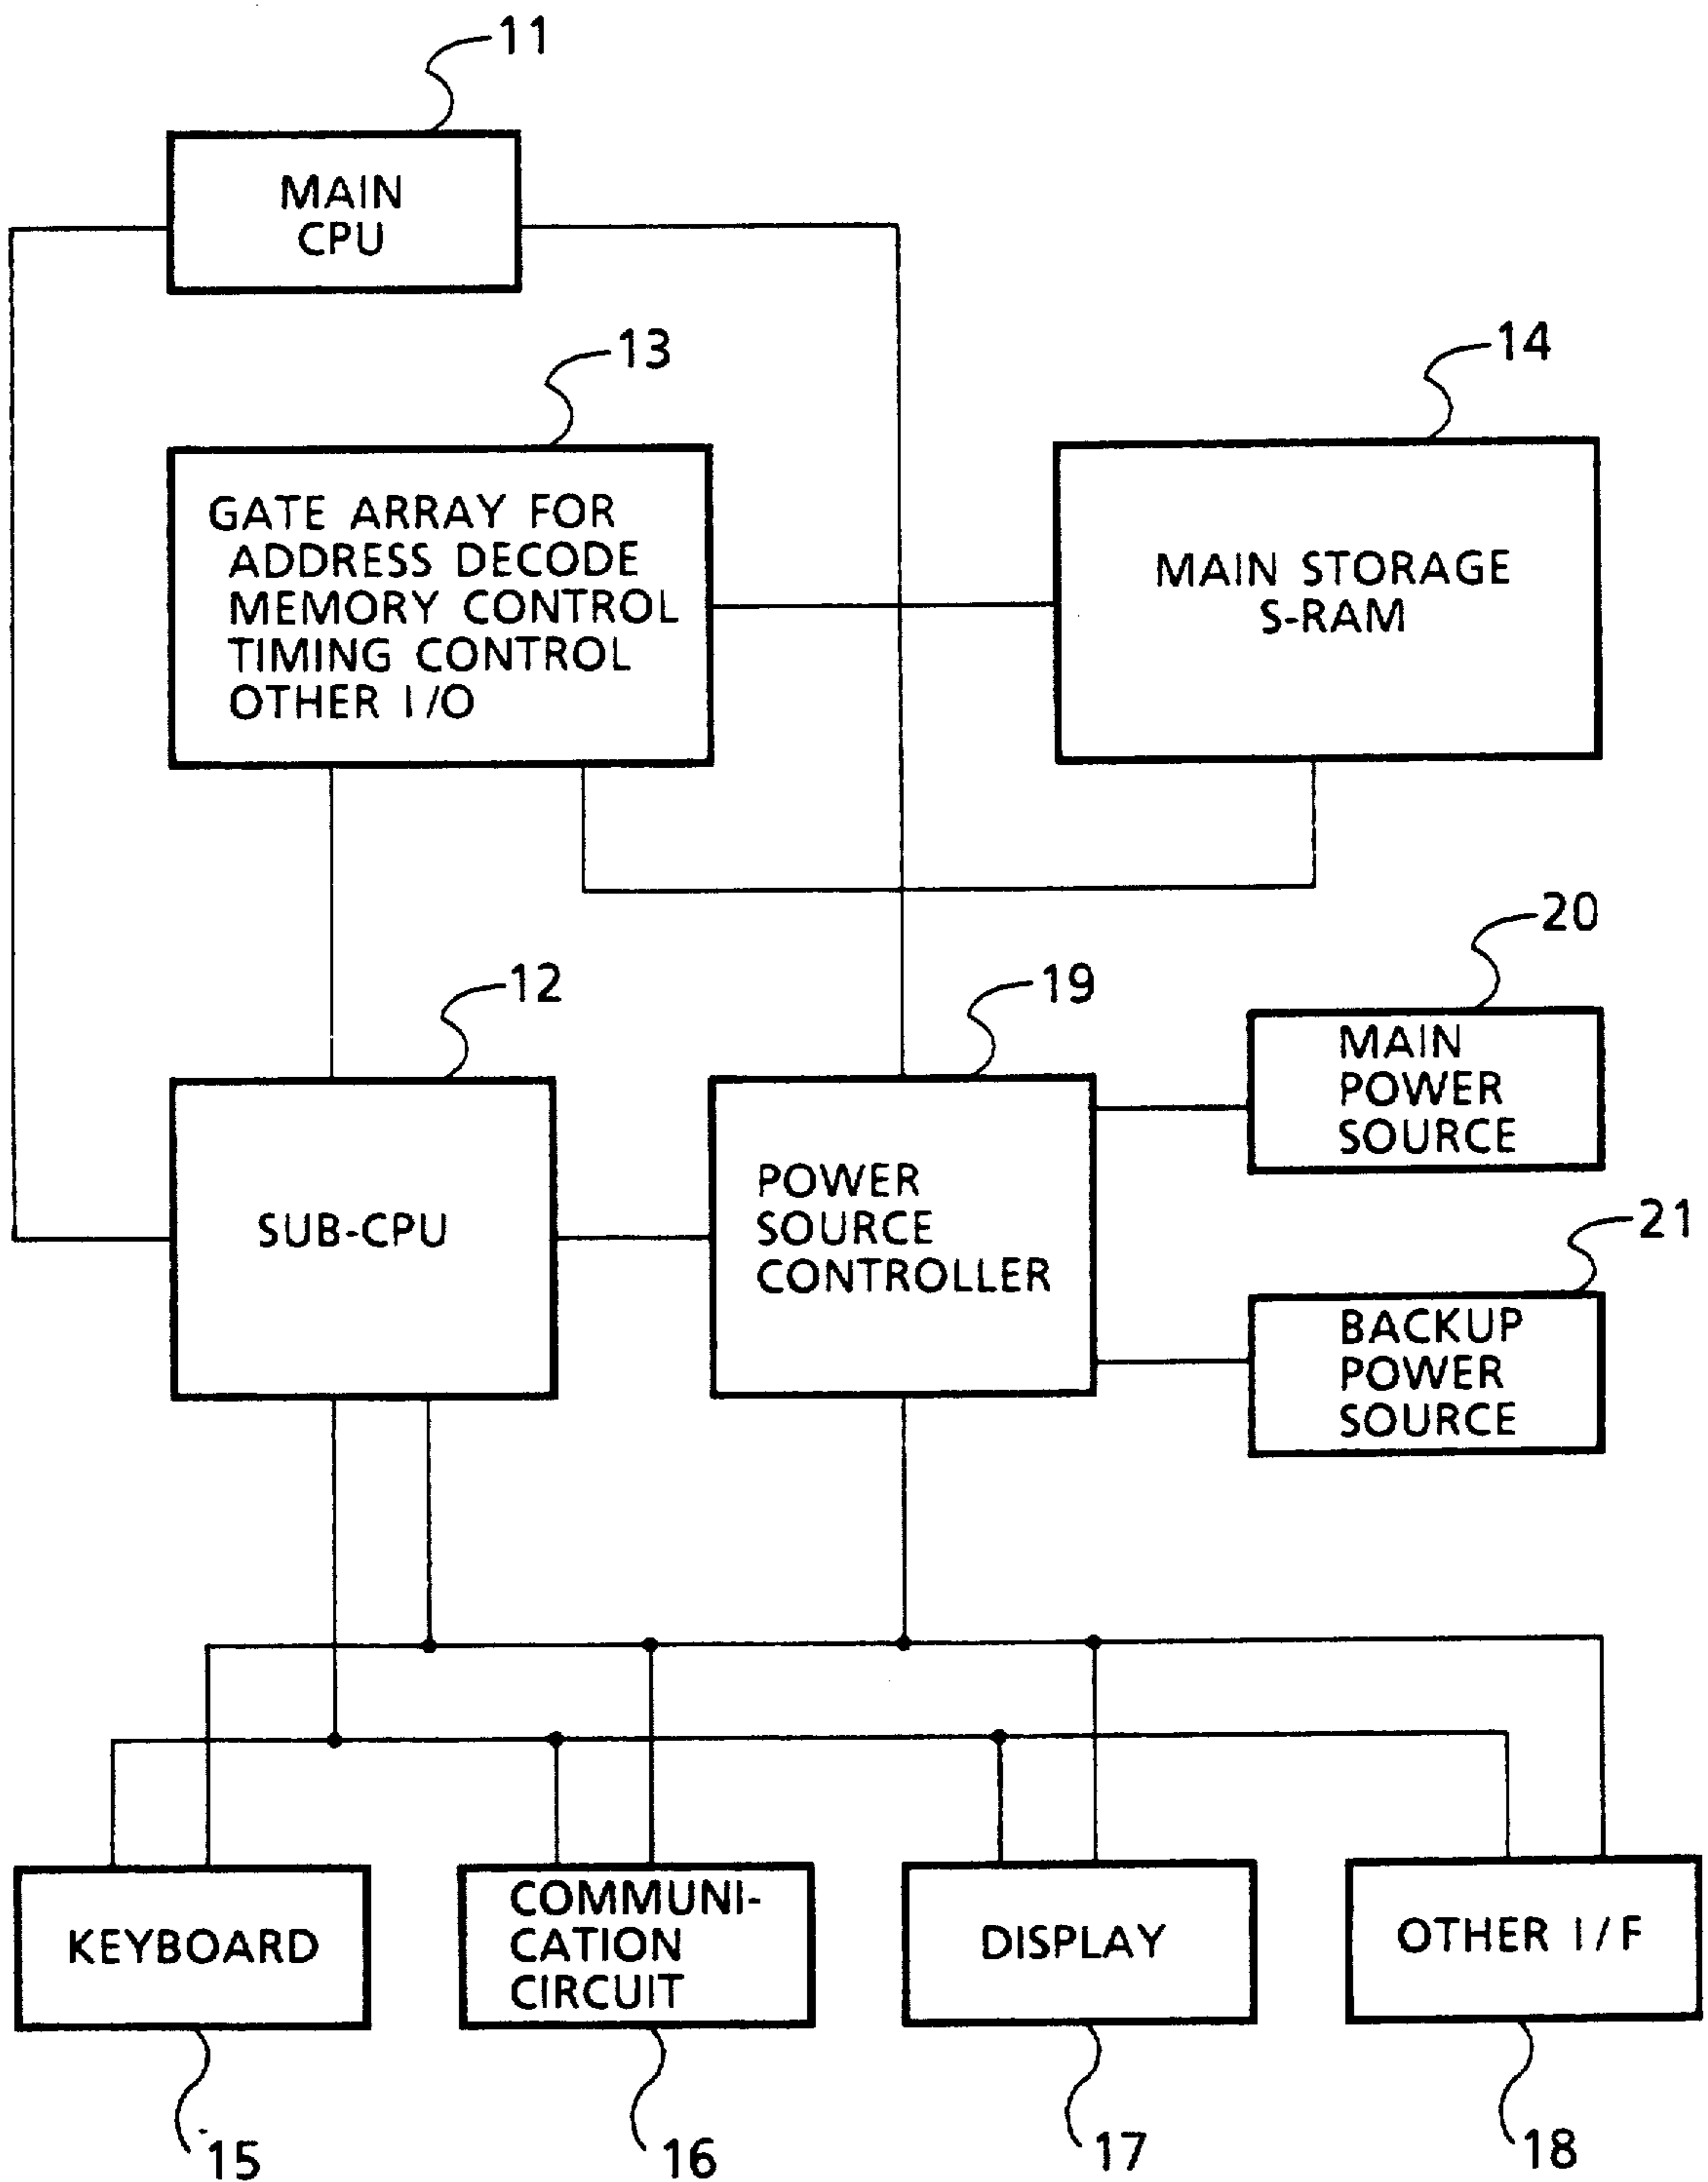 11
MAIN
CPU
13
14
GATE ARRAY FOR
ADDRESS DECODE
MEMORY CONTROL
TIMING CONTROL
OTHER I/O
MAIN STORAGE
S-RAM
20
12
19
MAIN
POWER
SOURCE
POWER
SOURCE
CONTROLLER
SUB-CPU
21
BACKUP
POWER
SOURCE
KEYBOARD
COMMUNI-
CATION
CIRCUIT
DISPLAY
OTHER I/F
15
16
17
18